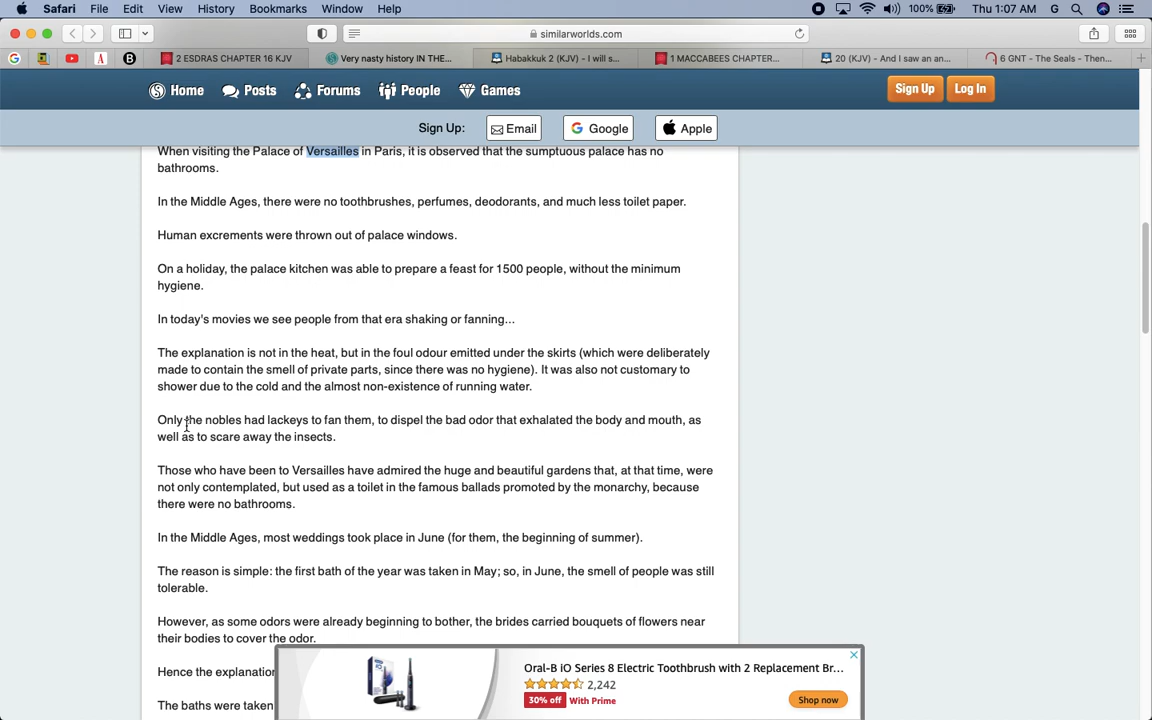 Safari File Edit View History Bookmarks Window Help 100% Thu 1:07 AM G
similarworlds.com
2 ESDRAS CHAPTER 16 KJV Very nasty history IN THE... Habakkuk 2 (KJV) - I will s... 1 MACCABEES CHAPTER... 20 (KJV) - And I saw an an... 6 GNT - The Seals - Then...
Home Posts Forums People Games Sign Up Log In
Sign Up: Email Google Apple
When visiting the Palace of Versailles in Paris, it is observed that the sumptuous palace has no
bathrooms.
In the Middle Ages, there were no toothbrushes, perfumes, deodorants, and much less toilet paper.
Human excrements were thrown out of palace windows.
On a holiday, the palace kitchen was able to prepare a feast for 1500 people, without the minimum
hygiene.
In today's movies we see people from that era shaking or fanning...
The explanation is not in the heat, but in the foul odour emitted under the skirts (which were deliberately
made to contain the smell of private parts, since there was no hygiene). It was also not customary to
shower due to the cold and the almost non-existence of running water.
Only the nobles had lackeys to fan them, to dispel the bad odor that exhalated the body and mouth, as
well as to scare away the insects.
Those who have been to Versailles have admired the huge and beautiful gardens that, at that time, were
not only contemplated, but used as a toilet in the famous ballads promoted by the monarchy, because
there were no bathrooms.
In the Middle Ages, most weddings took place in June (for them, the beginning of summer).
The reason is simple: the first bath of the year was taken in May; so, in June, the smell of people was still
tolerable.
However, as some odors were already beginning to bother, the brides carried bouquets of flowers near
their bodies to cover the odor.
Hence the explanation
The baths were taken
Oral-B iO Series 8 Electric Toothbrush with 2 Replacement Br...
2,242
30% off With Prime
Shop now